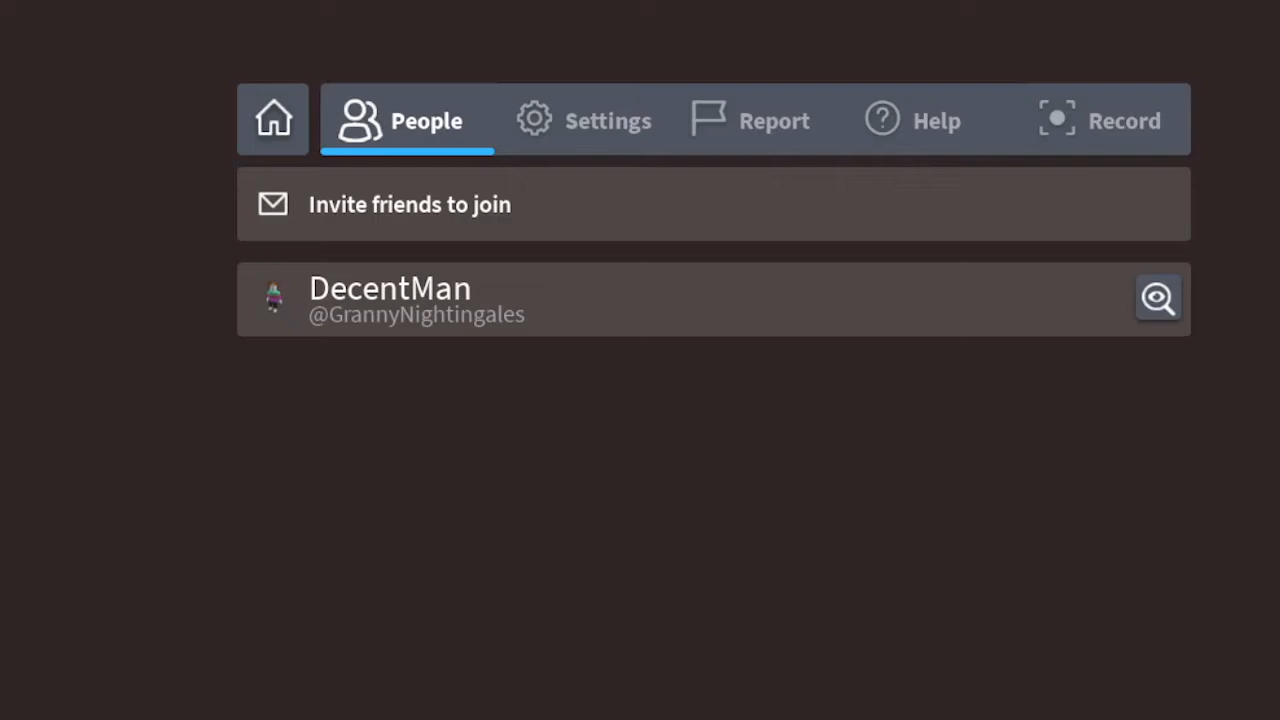 People Settings Report Help Record
Invite friends to join
DecentMan
@GrannyNightingales